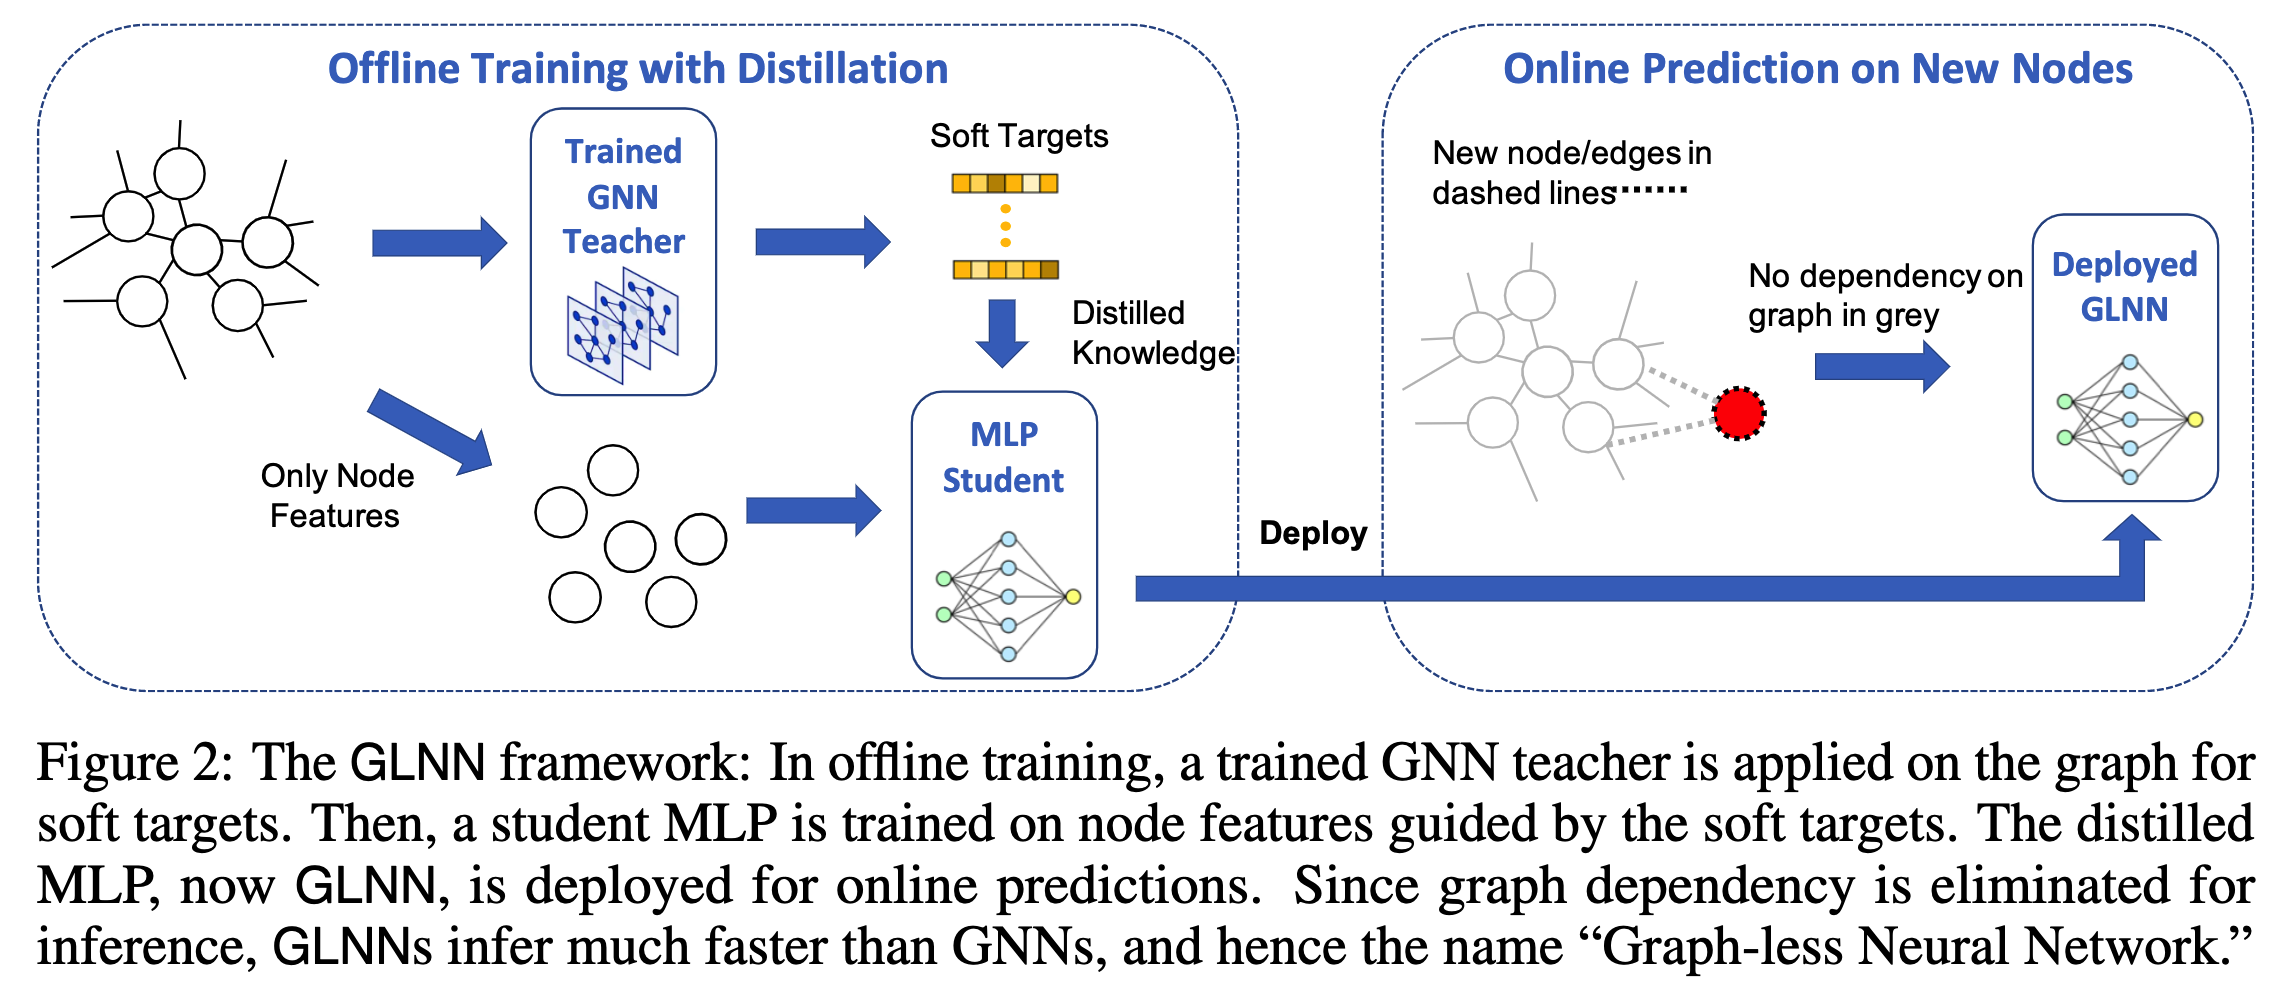 Offline Training with Distillation
Trained
GNN
Teacher
Soft Targets
Distilled
Knowledge
Only Node
Features
MLP
Student
Deploy
Online Prediction on New Nodes
New node/edges in
dashed lines
No dependency on
graph in grey
Deployed
GLNN
Figure 2: The GLNN framework: In offline training, a trained GNN teacher is applied on the graph for
soft targets. Then, a student MLP is trained on node features guided by the soft targets. The distilled
MLP, now GLNN, is deployed for online predictions. Since graph dependency is eliminated for
inference, GLNNs infer much faster than GNNs, and hence the name “Graph-less Neural Network.”